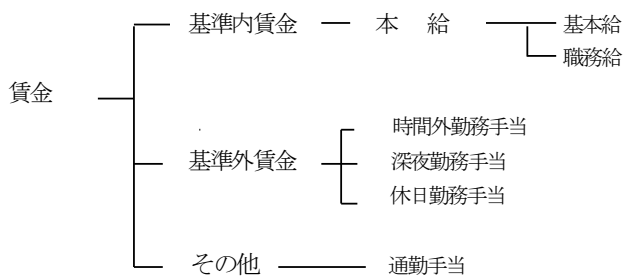 基準内賃金 本　給 基本給
職務給
賃金
時間外勤務手当
基準外賃金 深夜勤務手当
休日勤務手当
その他 通勤手当